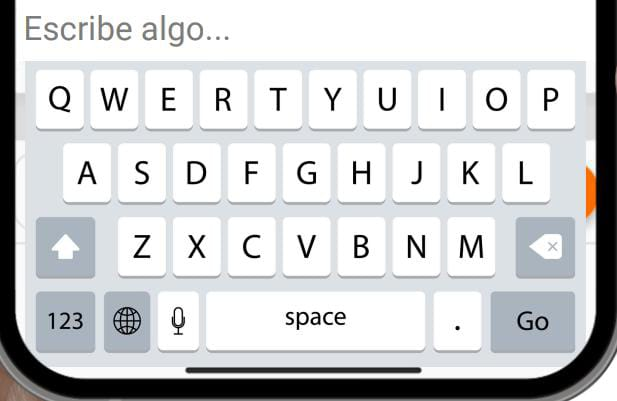 Escribe algo...
Q W E R T Y U I O P
A S D F G H J K L
Z X C V B N M
123 space . Go